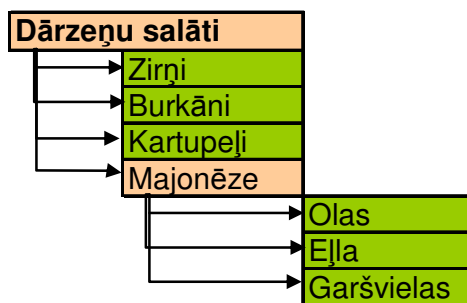 Dārzeņu salāti
Zirņi
Burkāni
Kartupeļi
Majonēze
Olas
Eļļa
Garšvielas